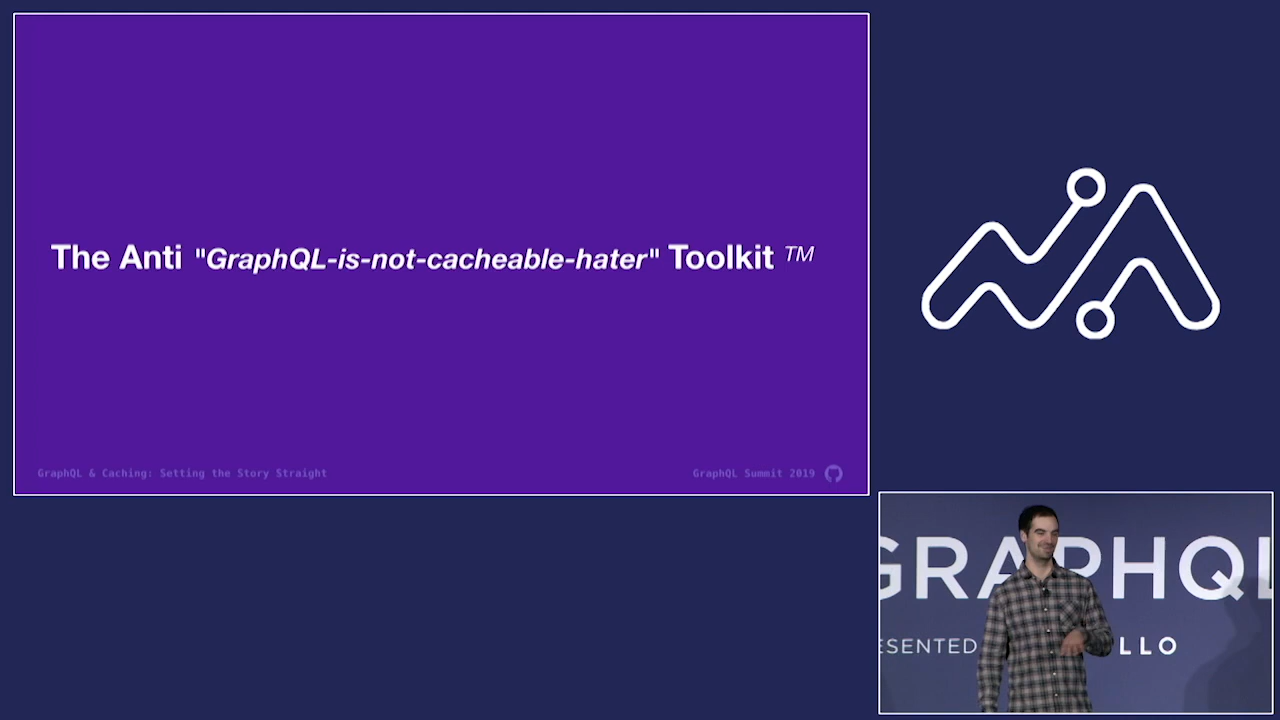 The Anti "GraphQL-is-not-cacheable-hater" Toolkit TM
GraphQL & Caching: Setting the Story Straight
GraphQL Summit 2019
GRAPHQL
ESENTED
LLO